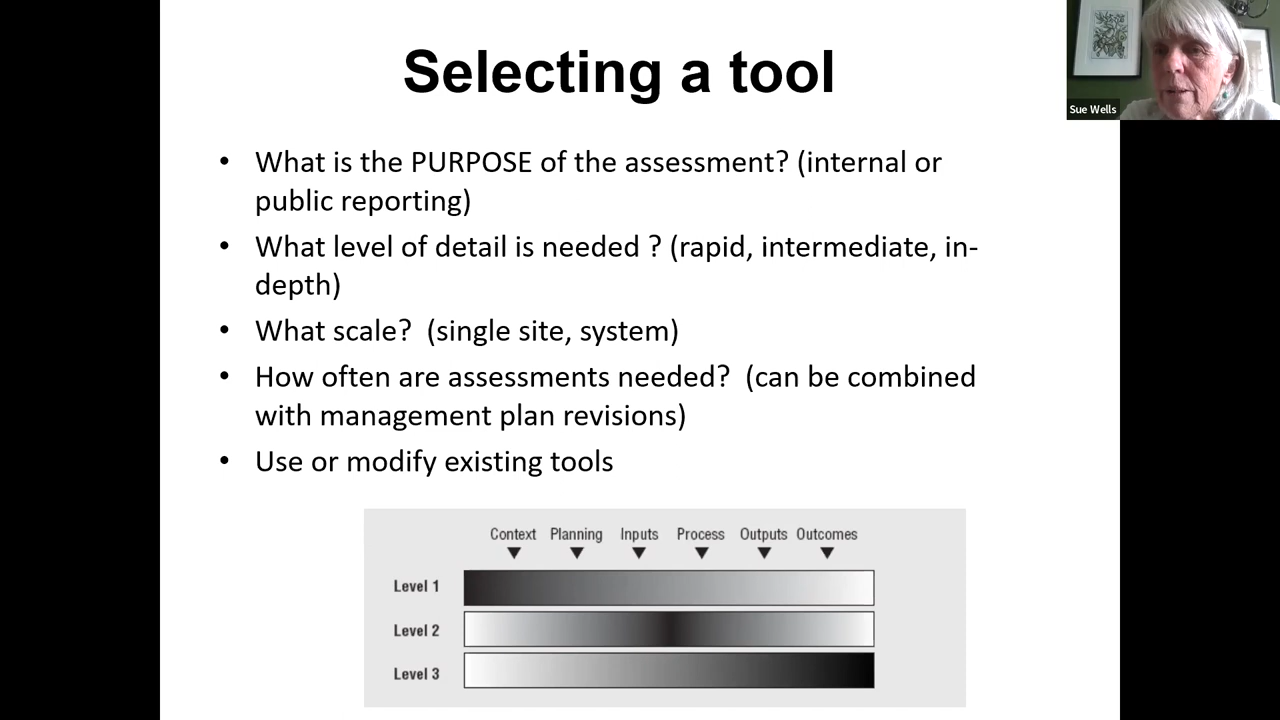 Selecting a tool
Sue Wells
• What is the PURPOSE of the assessment? (internal or
public reporting)
• What level of detail is needed ? (rapid, intermediate, in-
depth)
• What scale?  (single site, system)
• How often are assessments needed?  (can be combined
with management plan revisions)
• Use or modify existing tools
Context Planning Inputs Process Outputs Outcomes
Level 1
Level 2
Level 3